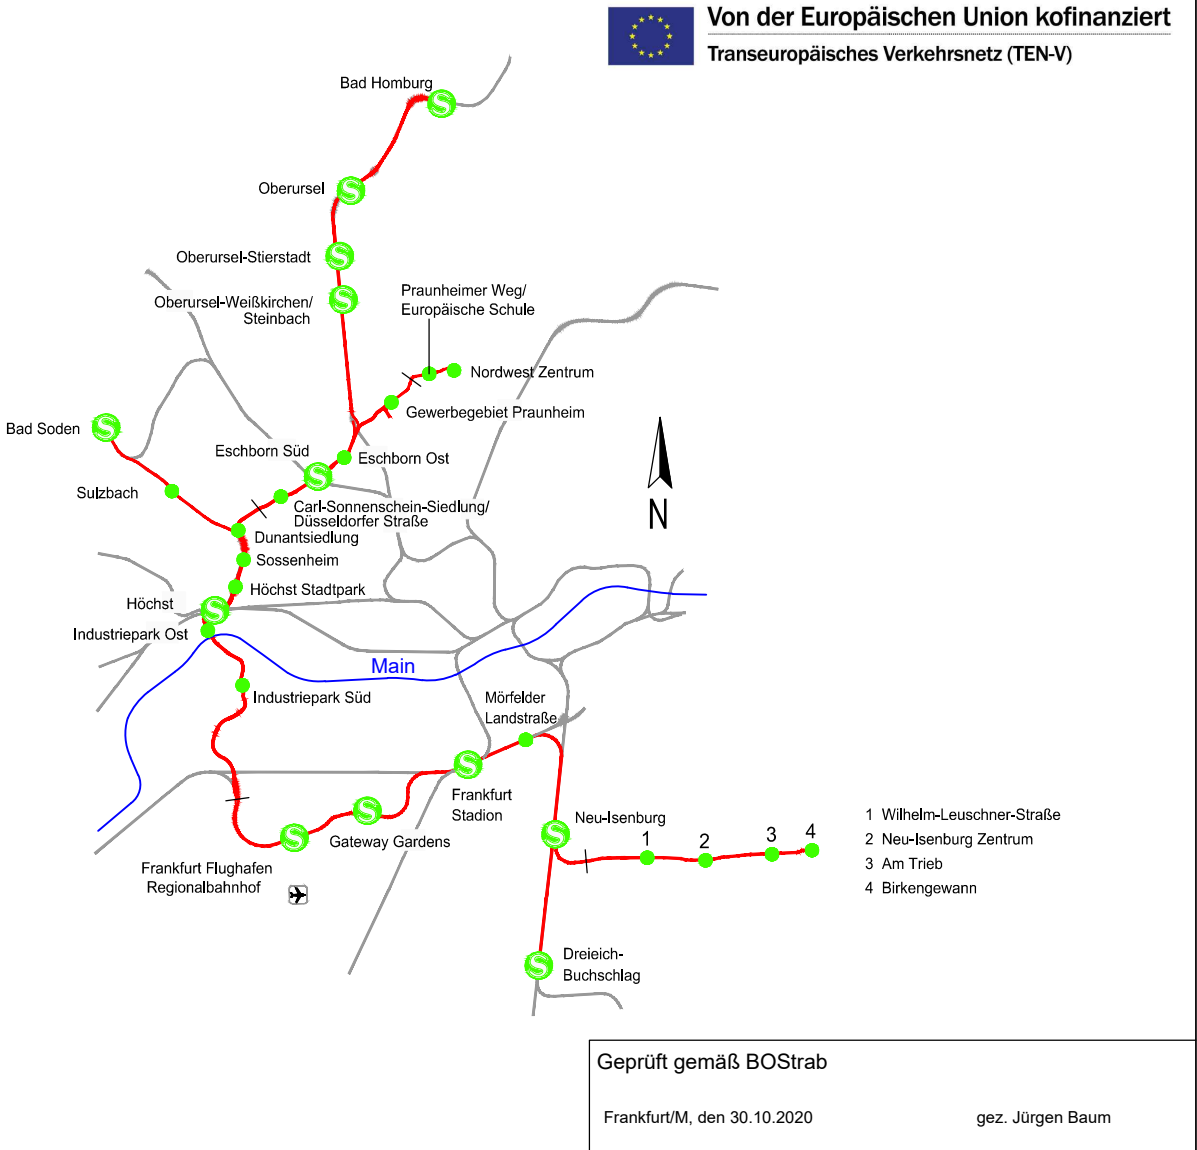 Von der Europäischen Union kofinanziert
Transeuropäisches Verkehrsnetz (TEN-V)
Bad Homburg
S
Oberursel
S
Oberursel-Stierstadt
S
Oberursel-Weißkirchen/
Steinbach
S
Praunheimer Weg/
Europäische Schule
Nordwest Zentrum
Gewerbegebiet Praunheim
Bad Soden
S
Eschborn Süd
S
Eschborn Ost
Sulzbach
Carl-Sonnenschein-Siedlung/
Düsseldorfer Straße
Dunantsiedlung
Sossenheim
Höchst Stadtpark
Höchst
S
Industriepark Ost
N
Main
Industriepark Süd
Mörfelder
Landstraße
S
Frankfurt
Stadion
S
Gateway Gardens
S
Frankfurt Flughafen
Regionalbahnhof
Neu-Isenburg
S
1
2
3
4
1 Wilhelm-Leuschner-Straße
2 Neu-Isenburg Zentrum
3 Am Trieb
4 Birkengewann
S
Dreieich-
Buchschlag
Geprüft gemäß BOStrab
Frankfurt/M, den 30.10.2020 gez. Jürgen Baum